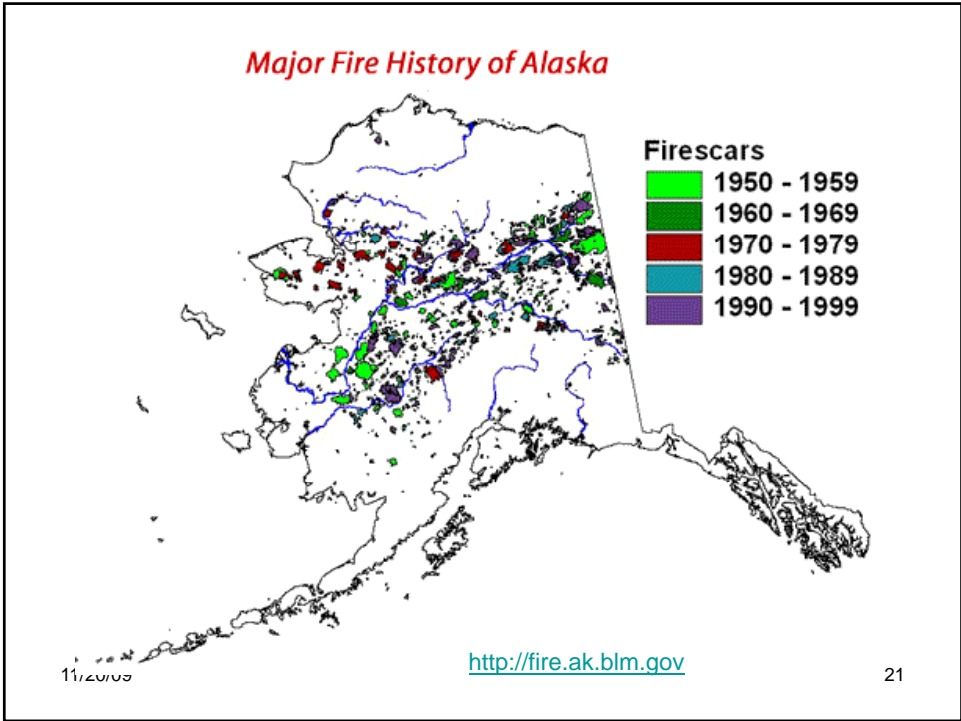 Major Fire History of Alaska
Firescars
1950 - 1959
1960 - 1969
1970 - 1979
1980 - 1989
1990 - 1999
http://fire.ak.blm.gov
21